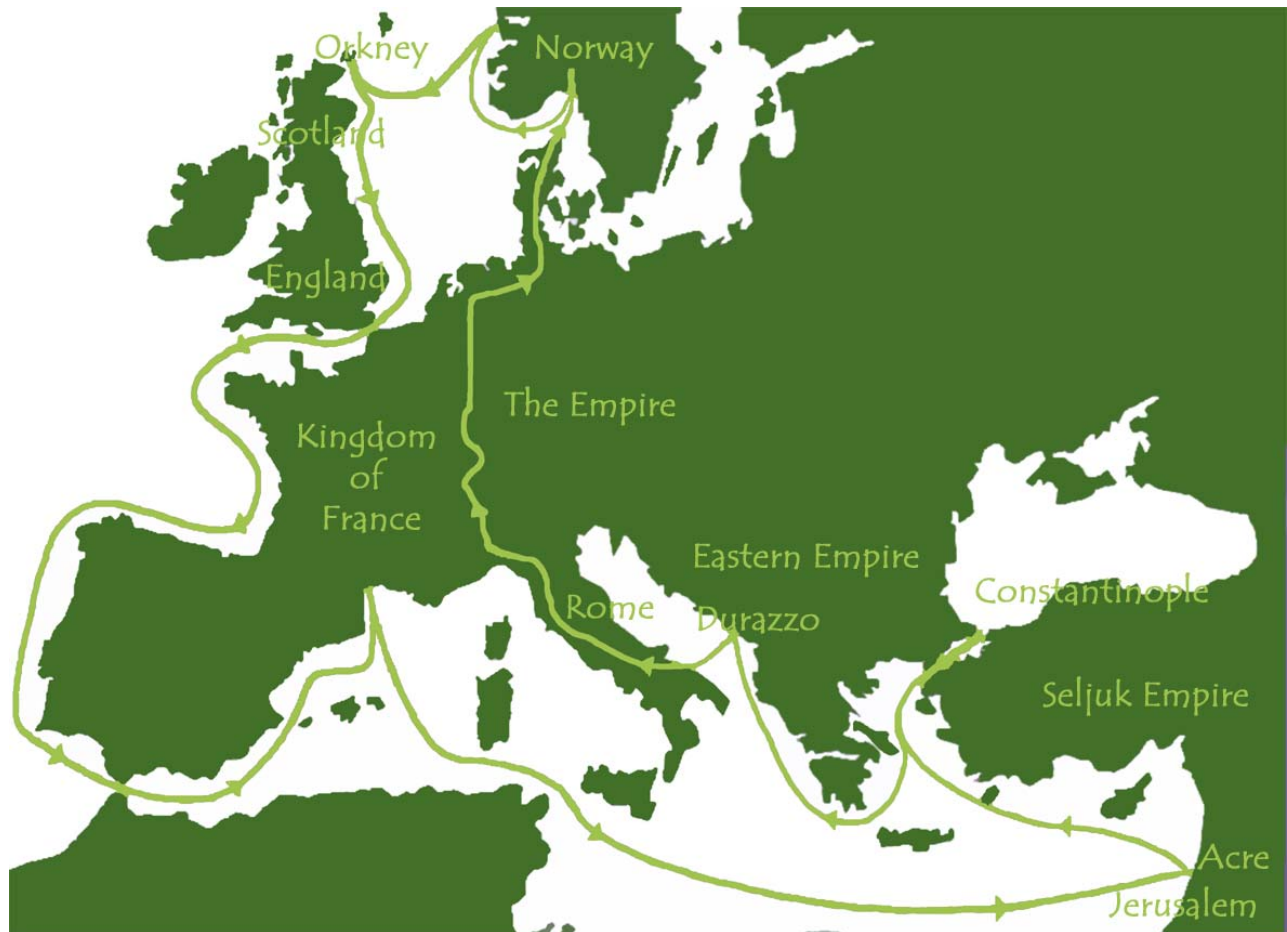 Orkney
Norway
Scotland
England
The Empire
Kingdom
of
France
Eastern Empire
Constantinople
Rome
Durazzo
Seljuk Empire
Acre
Jerusalem